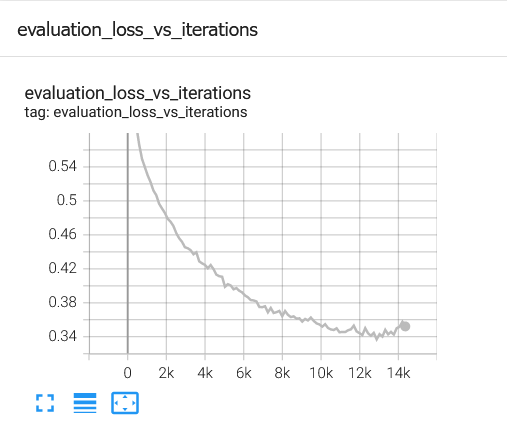 evaluation_loss_vs_iterations
evaluation_loss_vs_iterations
tag: evaluation_loss_vs_iterations
0.54
0.5
0.46
0.42
0.38
0.34
0 2k 4k 6k 8k 10k 12k 14k